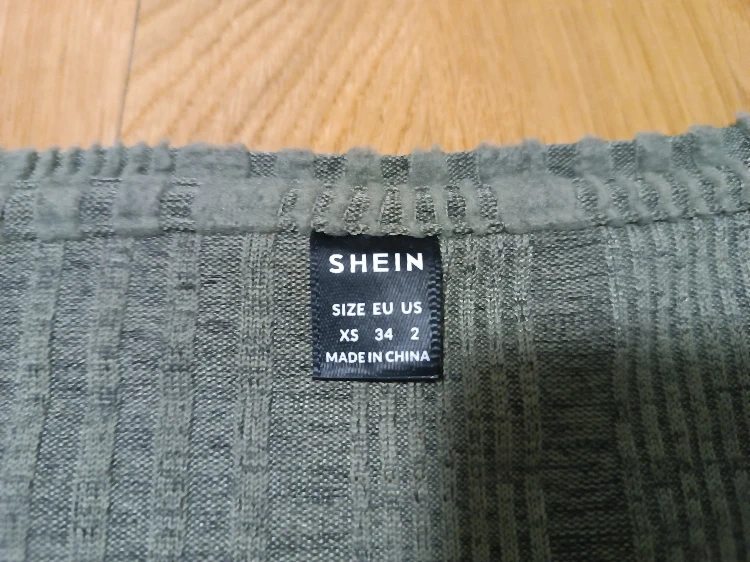 SHEIN
SIZE EU US
XS 34 2
MADE IN CHINA